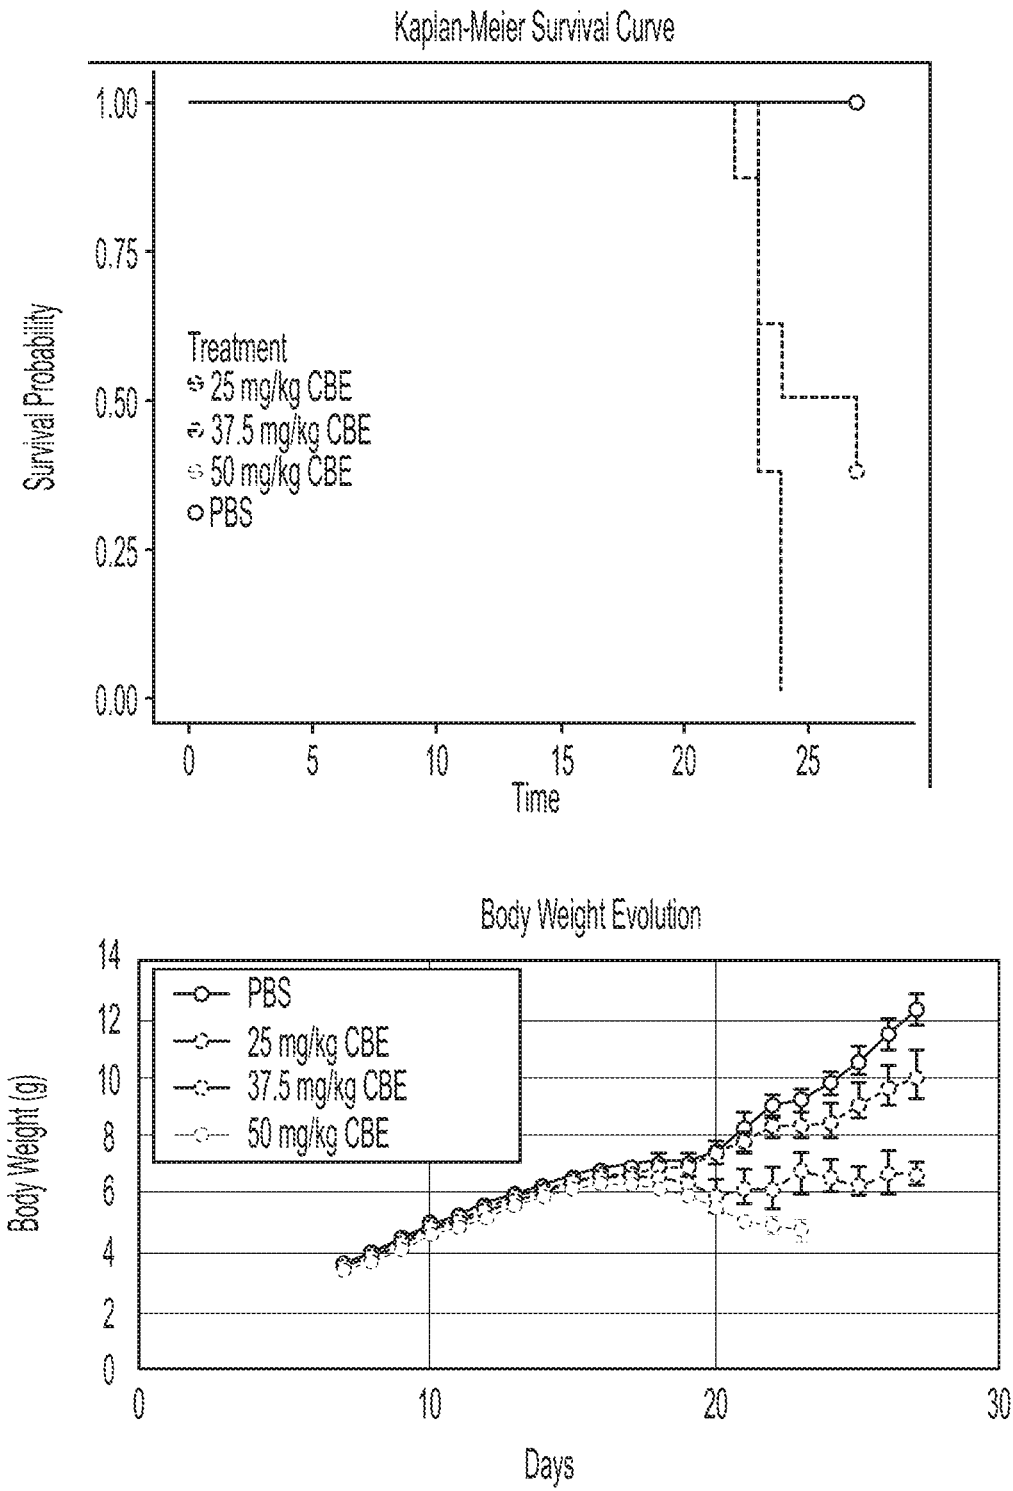 Kaplan-Meier Survival Curve
1.00
0.75
0.50
0.25
0.00
Survival Probability
Treatment
25 mg/kg CBE
37.5 mg/kg CBE
50 mg/kg CBE
PBS
0 5 10 15 20 25
Time
Body Weight Evolution
14
12
10
8
6
4
2
0
Body Weight (g)
PBS
25 mg/kg CBE
37.5 mg/kg CBE
50 mg/kg CBE
0 10 20 30
Days